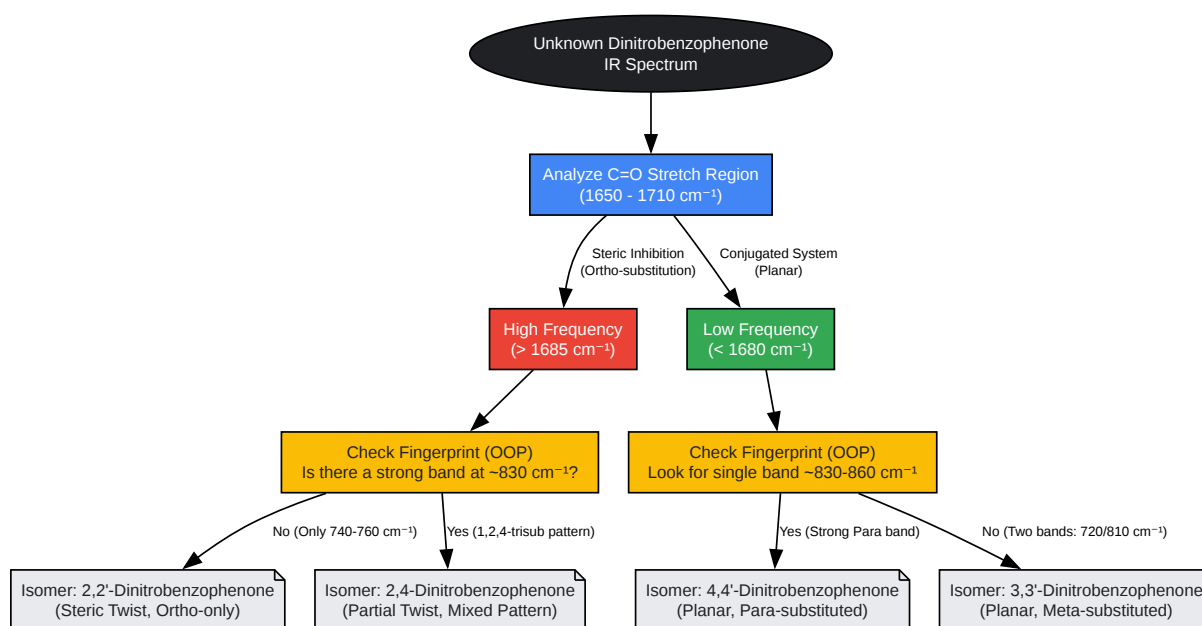 Unknown Dinitrobenzophenone
IR Spectrum
Analyze C=O Stretch Region
(1650 - 1710 cm⁻¹)
Steric Inhibition
(Ortho-substitution)
Conjugated System
(Planar)
High Frequency
(> 1685 cm⁻¹)
Low Frequency
(< 1680 cm⁻¹)
Check Fingerprint (OOP)
Is there a strong band at ~830 cm⁻¹?
Check Fingerprint (OOP)
Look for single band ~830-860 cm⁻¹
No (Only 740-760 cm⁻¹)
Yes (1,2,4-trisub pattern)
Yes (Strong Para band)
No (Two bands: 720/810 cm⁻¹)
Isomer: 2,2'-Dinitrobenzophenone
(Steric Twist, Ortho-only)
Isomer: 2,4-Dinitrobenzophenone
(Partial Twist, Mixed Pattern)
Isomer: 4,4'-Dinitrobenzophenone
(Planar, Para-substituted)
Isomer: 3,3'-Dinitrobenzophenone
(Planar, Meta-substituted)